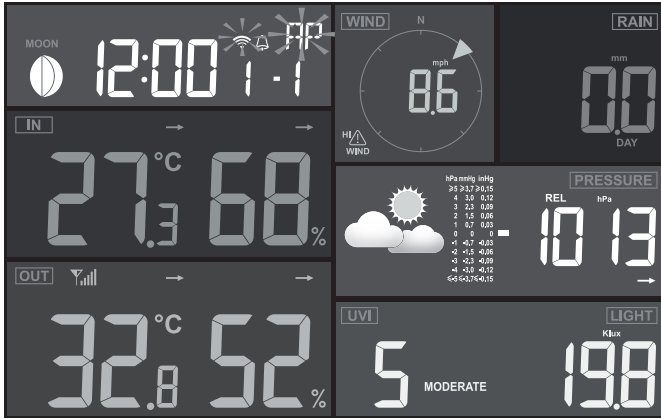 MOON
12:00
AP
1-1
IN
27.3 °C
68%
OUT
32.8 °C
52%
WIND
N
mph
8.6
HI WIND
RAIN
mm
0.0
DAY
PRESSURE
hPa mmHg inHg
≥5 ≥3,7 ≥0,15
4 3,0 0,12
3 2,3 0,09
2 1,5 0,06
1 0,7 0,03
0 0 0
-1 -0,7 -0,03
-2 -1,5 -0,06
-3 -2,3 -0,09
-4 -3,0 -0,12
≤-5 ≤-3,7 ≤-0,15
REL hPa
1013
UVI
5
MODERATE
LIGHT
Klux
19.8